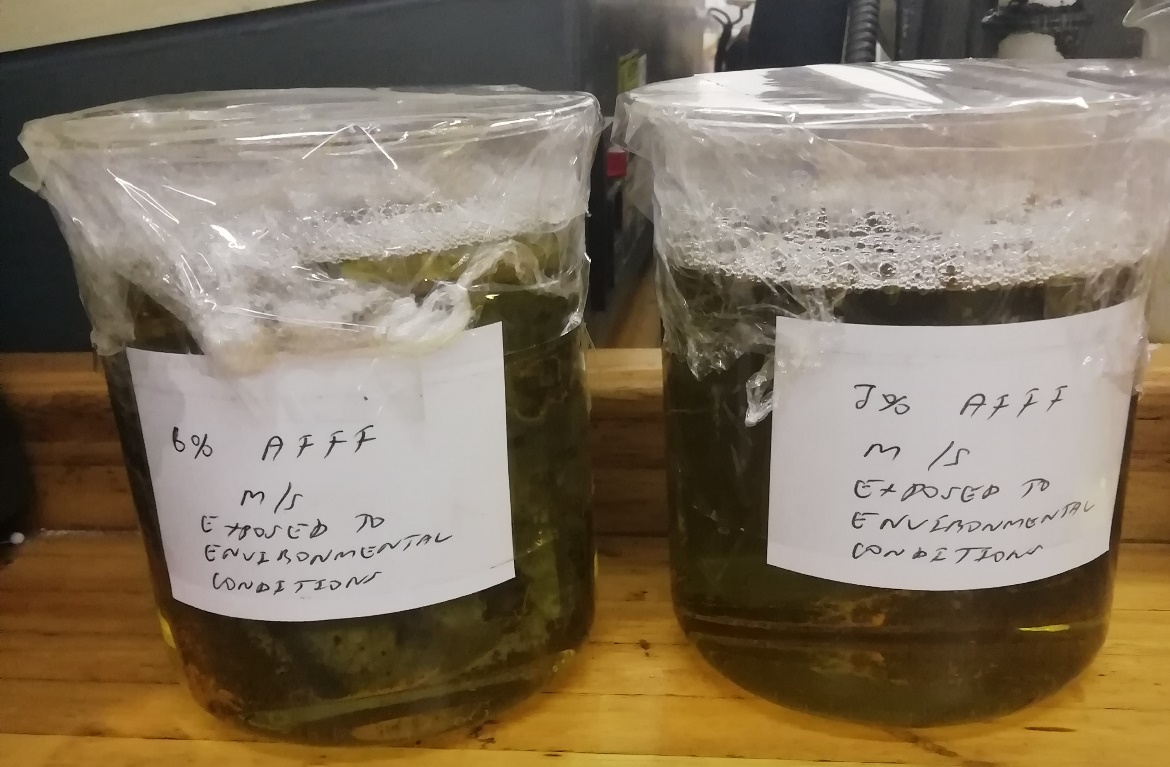 6% AFFF
M/S
EXPOSED TO
ENVIRONMENTAL
CONDITIONS
3% AFFF
M/S
EXPOSED TO
ENVIRONMENTAL
CONDITIONS